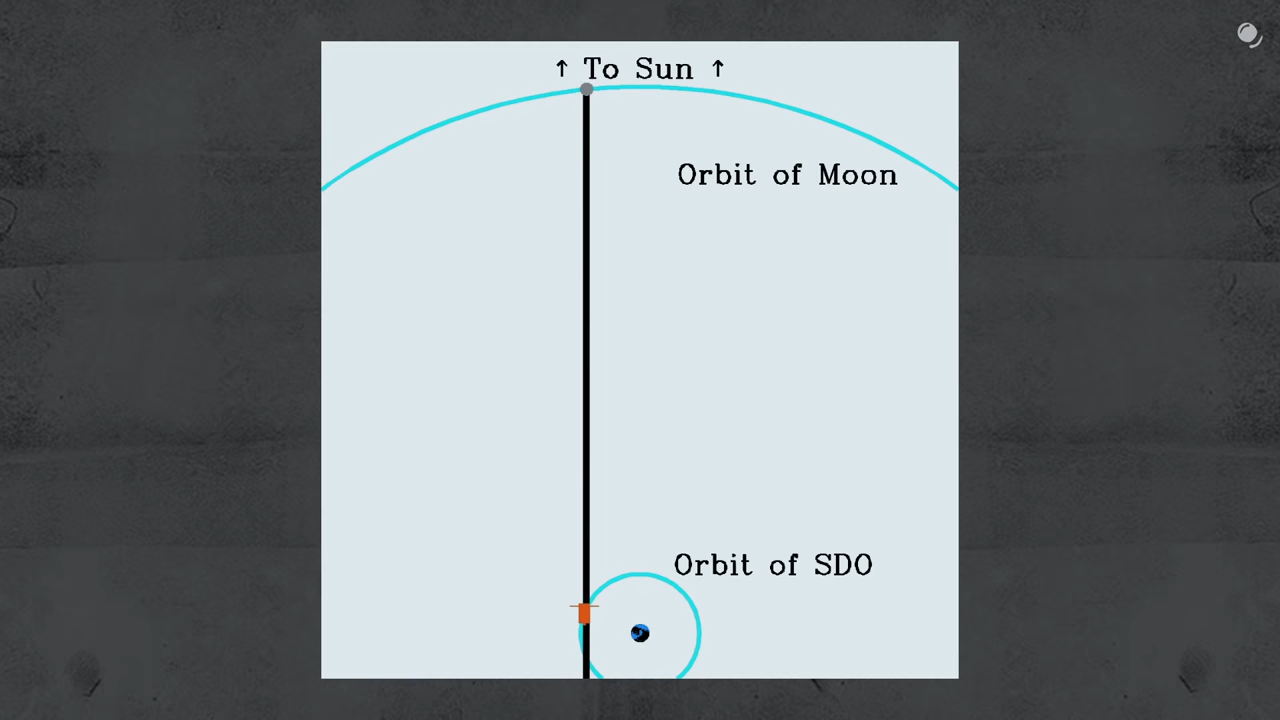 ↑ To Sun ↑
Orbit of Moon
Orbit of SDO